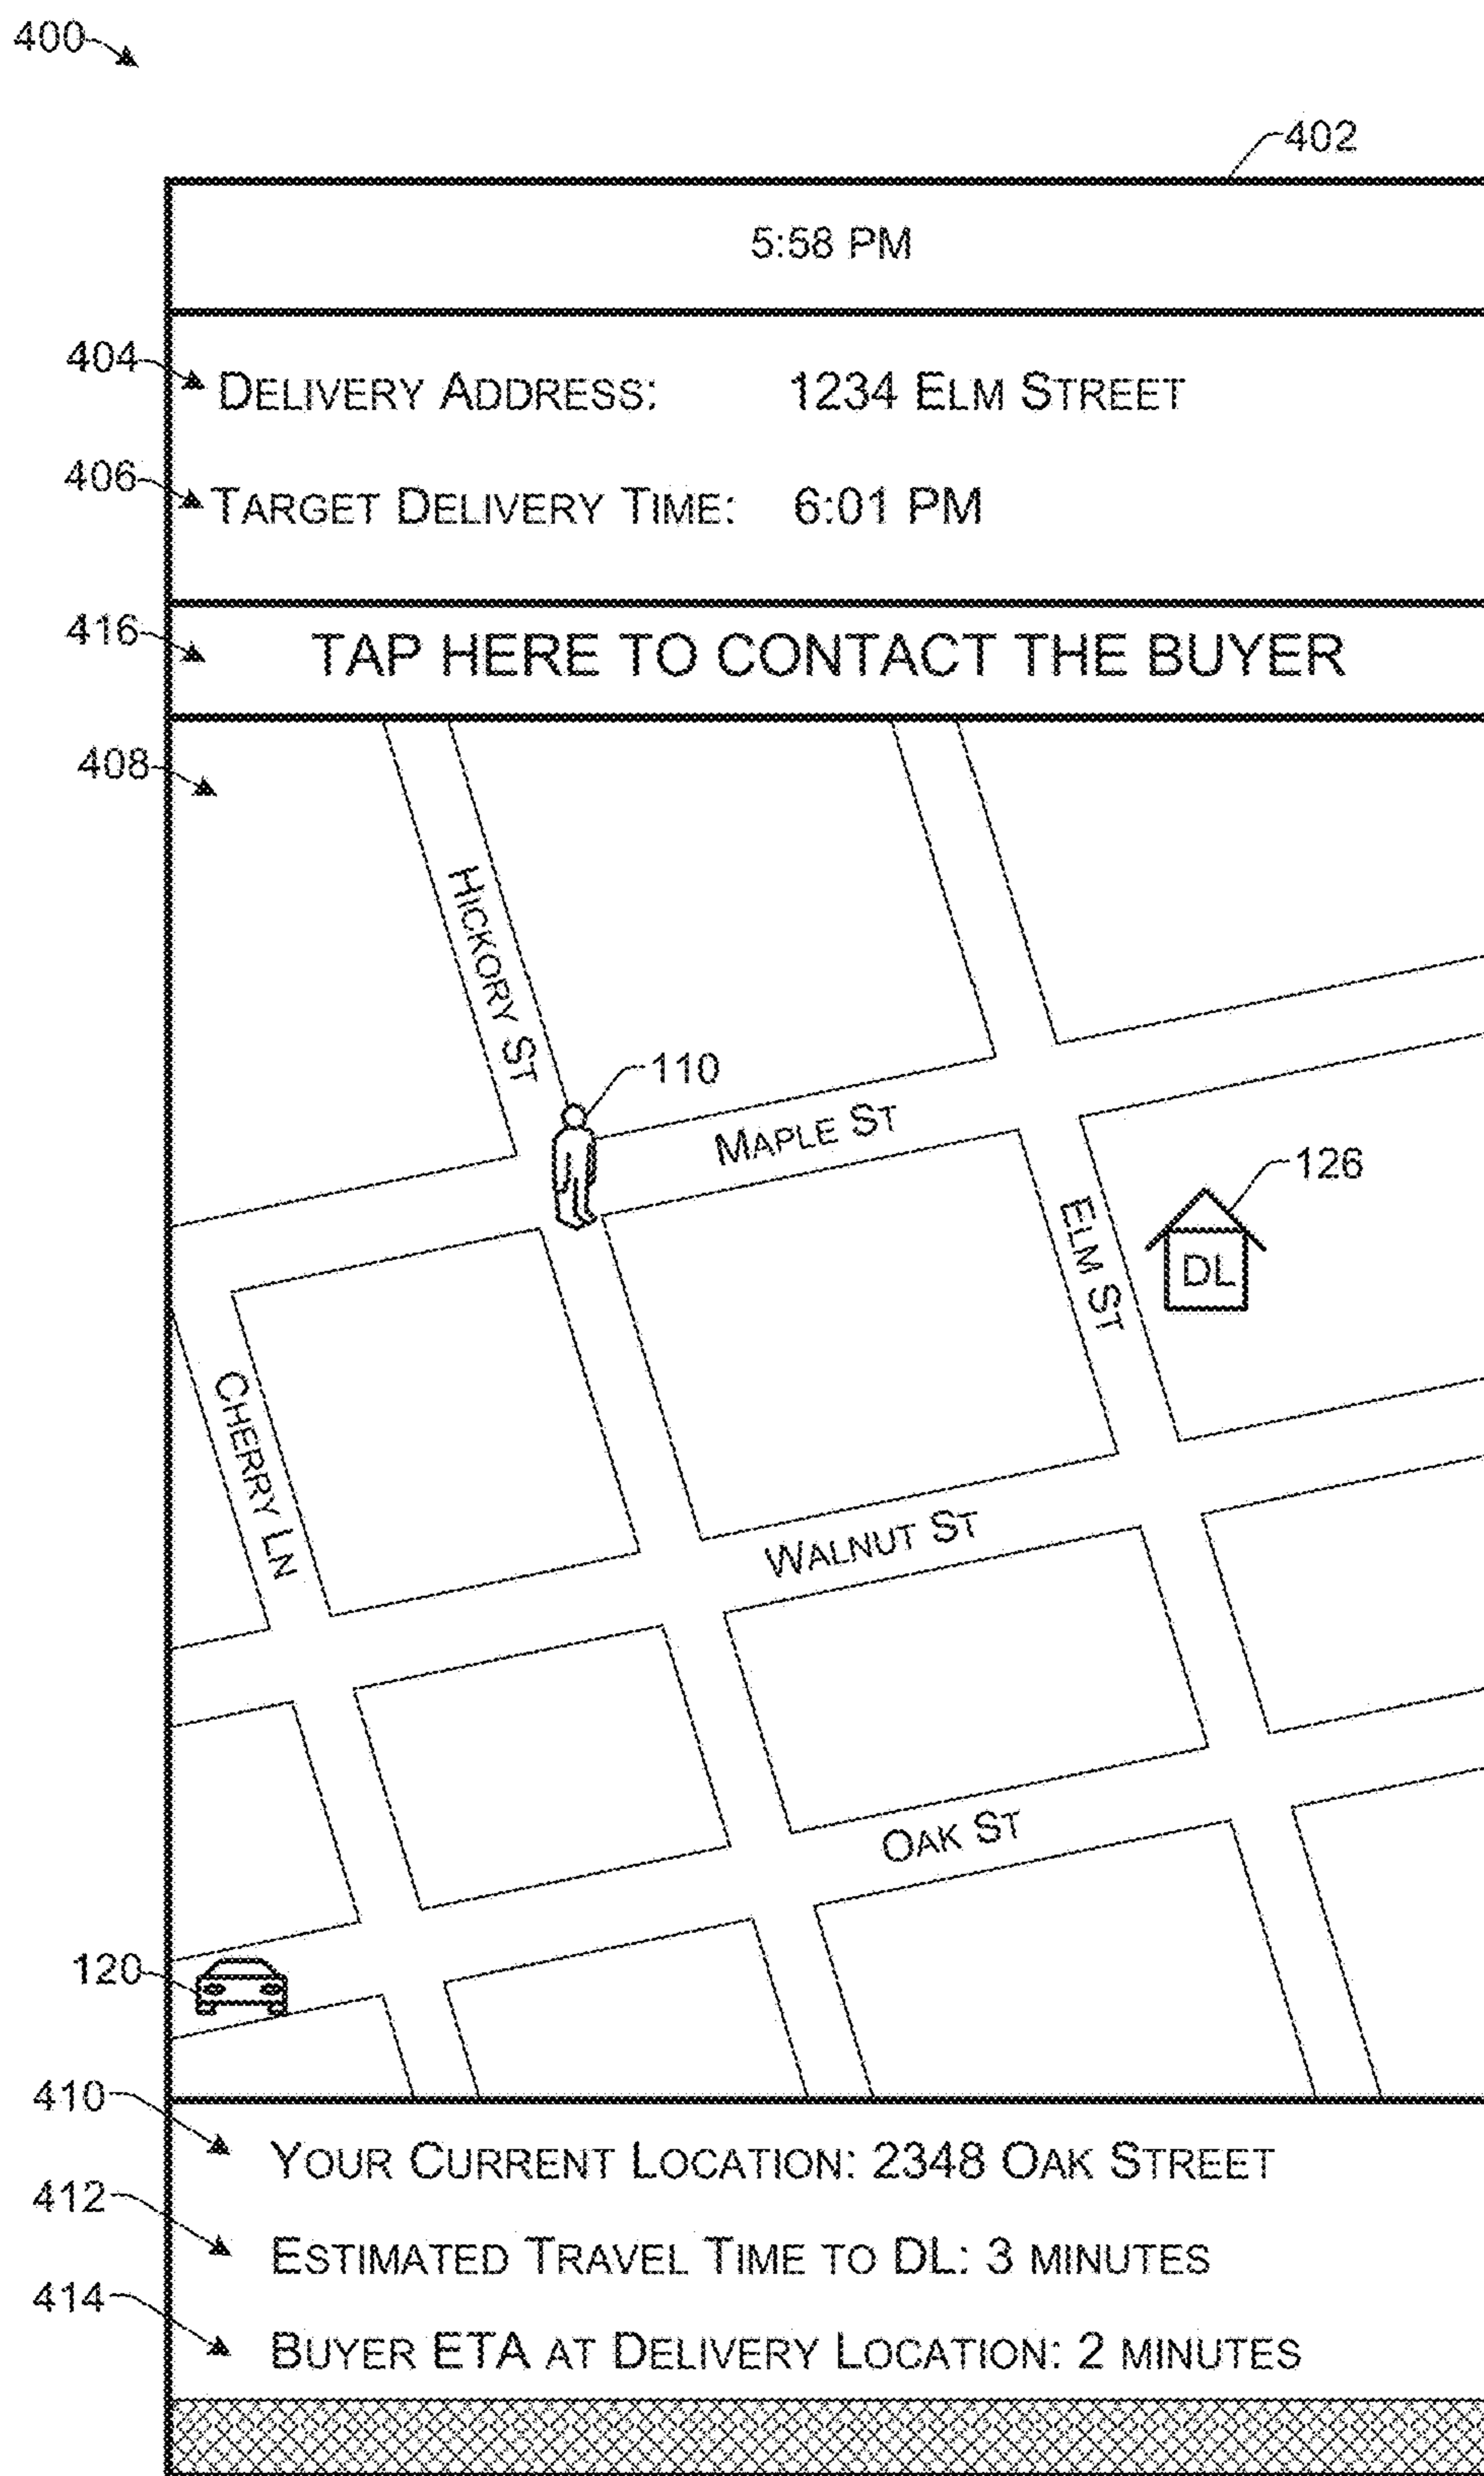 400
402
5:58 PM
404
DELIVERY ADDRESS: 1234 ELM STREET
406
TARGET DELIVERY TIME: 6:01 PM
416
TAP HERE TO CONTACT THE BUYER
408
HICKORY ST
110
MAPLE ST
126
ELM ST
DL
CHERRY LN
WALNUT ST
OAK ST
120
410
YOUR CURRENT LOCATION: 2348 OAK STREET
412
ESTIMATED TRAVEL TIME TO DL: 3 MINUTES
414
BUYER ETA AT DELIVERY LOCATION: 2 MINUTES